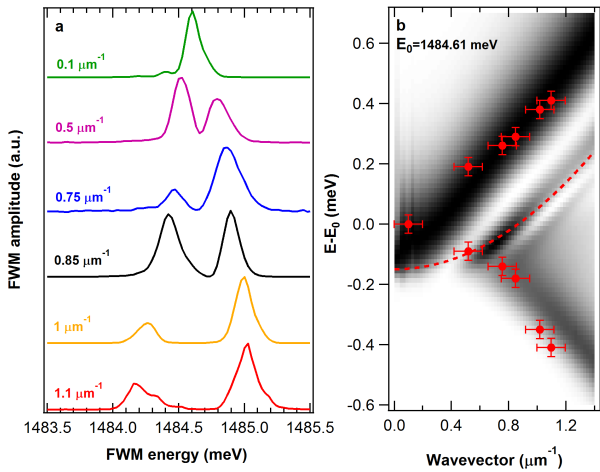 a
0.1 μm⁻¹
0.5 μm⁻¹
0.75 μm⁻¹
0.85 μm⁻¹
1 μm⁻¹
1.1 μm⁻¹
FWM amplitude (a.u.)
1483.5 1484.0 1484.5 1485.0 1485.5
FWM energy (meV)
b
E₀=1484.61 meV
0.6
0.4
0.2
0.0
-0.2
-0.4
-0.6
E-E₀ (meV)
0.0 0.4 0.8 1.2
Wavevector (μm⁻¹)